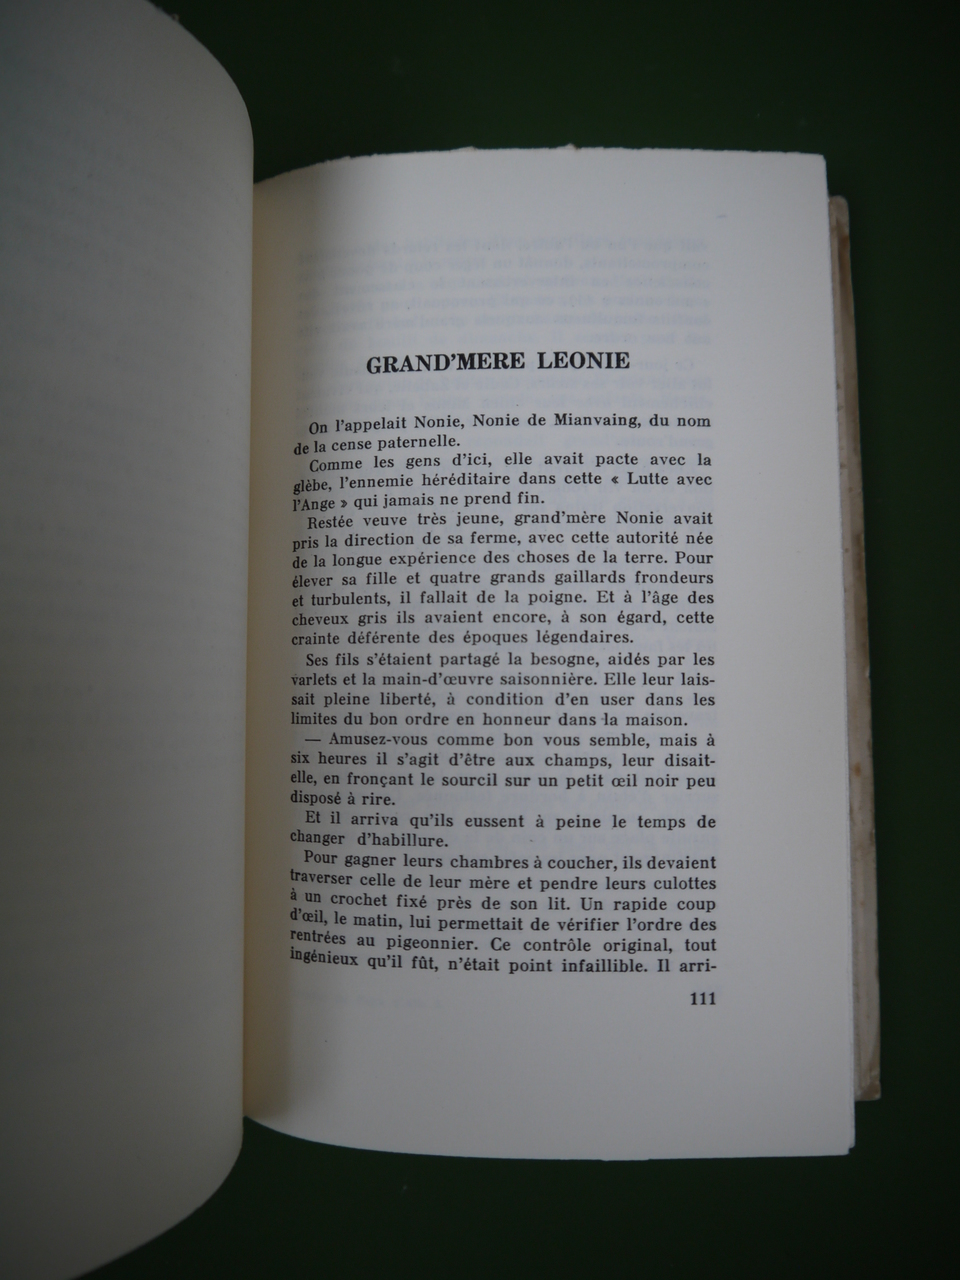 GRAND'MERE LEONIE
On l'appelait Nonie, Nonie de Mianvaing, du nom
de la cense paternelle.
Comme les gens d'ici, elle avait pacte avec la
glèbe, l'ennemie héréditaire dans cette « Lutte avec
l'Ange » qui jamais ne prend fin.
Restée veuve très jeune, grand'mère Nonie avait
pris la direction de sa ferme, avec cette autorité née
de la longue expérience des choses de la terre. Pour
élever sa fille et quatre grands gaillards frondeurs
et turbulents, il fallait de la poigne. Et à l'âge des
cheveux gris ils avaient encore, à son égard, cette
crainte déférente des époques légendaires.
Ses fils s'étaient partagé la besogne, aidés par les
varlets et la main-d'œuvre saisonnière. Elle leur lais-
sait pleine liberté, à condition d'en user dans les
limites du bon ordre en honneur dans la maison.
— Amusez-vous comme bon vous semble, mais à
six heures il s'agit d'être aux champs, leur disait-
elle, en fronçant le sourcil sur un petit œil noir peu
disposé à rire.
Et il arriva qu'ils eussent à peine le temps de
changer d'habillure.
Pour gagner leurs chambres à coucher, ils devaient
traverser celle de leur mère et pendre leurs culottes
à un crochet fixé près de son lit. Un rapide coup
d'œil, le matin, lui permettait de vérifier l'ordre des
rentrées au pigeonnier. Ce contrôle original, tout
ingénieux qu'il fût, n'était point infaillible. Il arri-
111